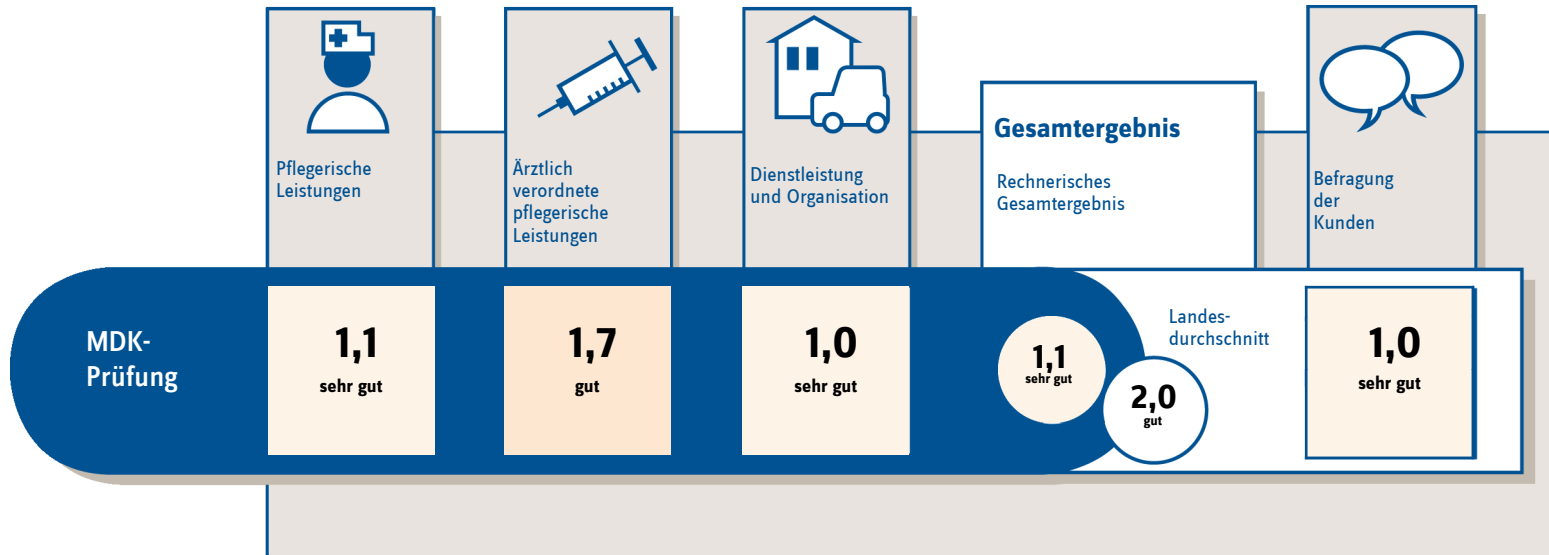 Pflegerische
Leistungen
Ärztlich
verordnete
pflegerische
Leistungen
Dienstleistung
und Organisation
Gesamtergebnis
Rechnerisches
Gesamtergebnis
Befragung
der
Kunden
MDK-
Prüfung
1,1
sehr gut
1,7
gut
1,0
sehr gut
1,1
sehr gut
Landes-
durchschnitt
2,0
gut
1,0
sehr gut